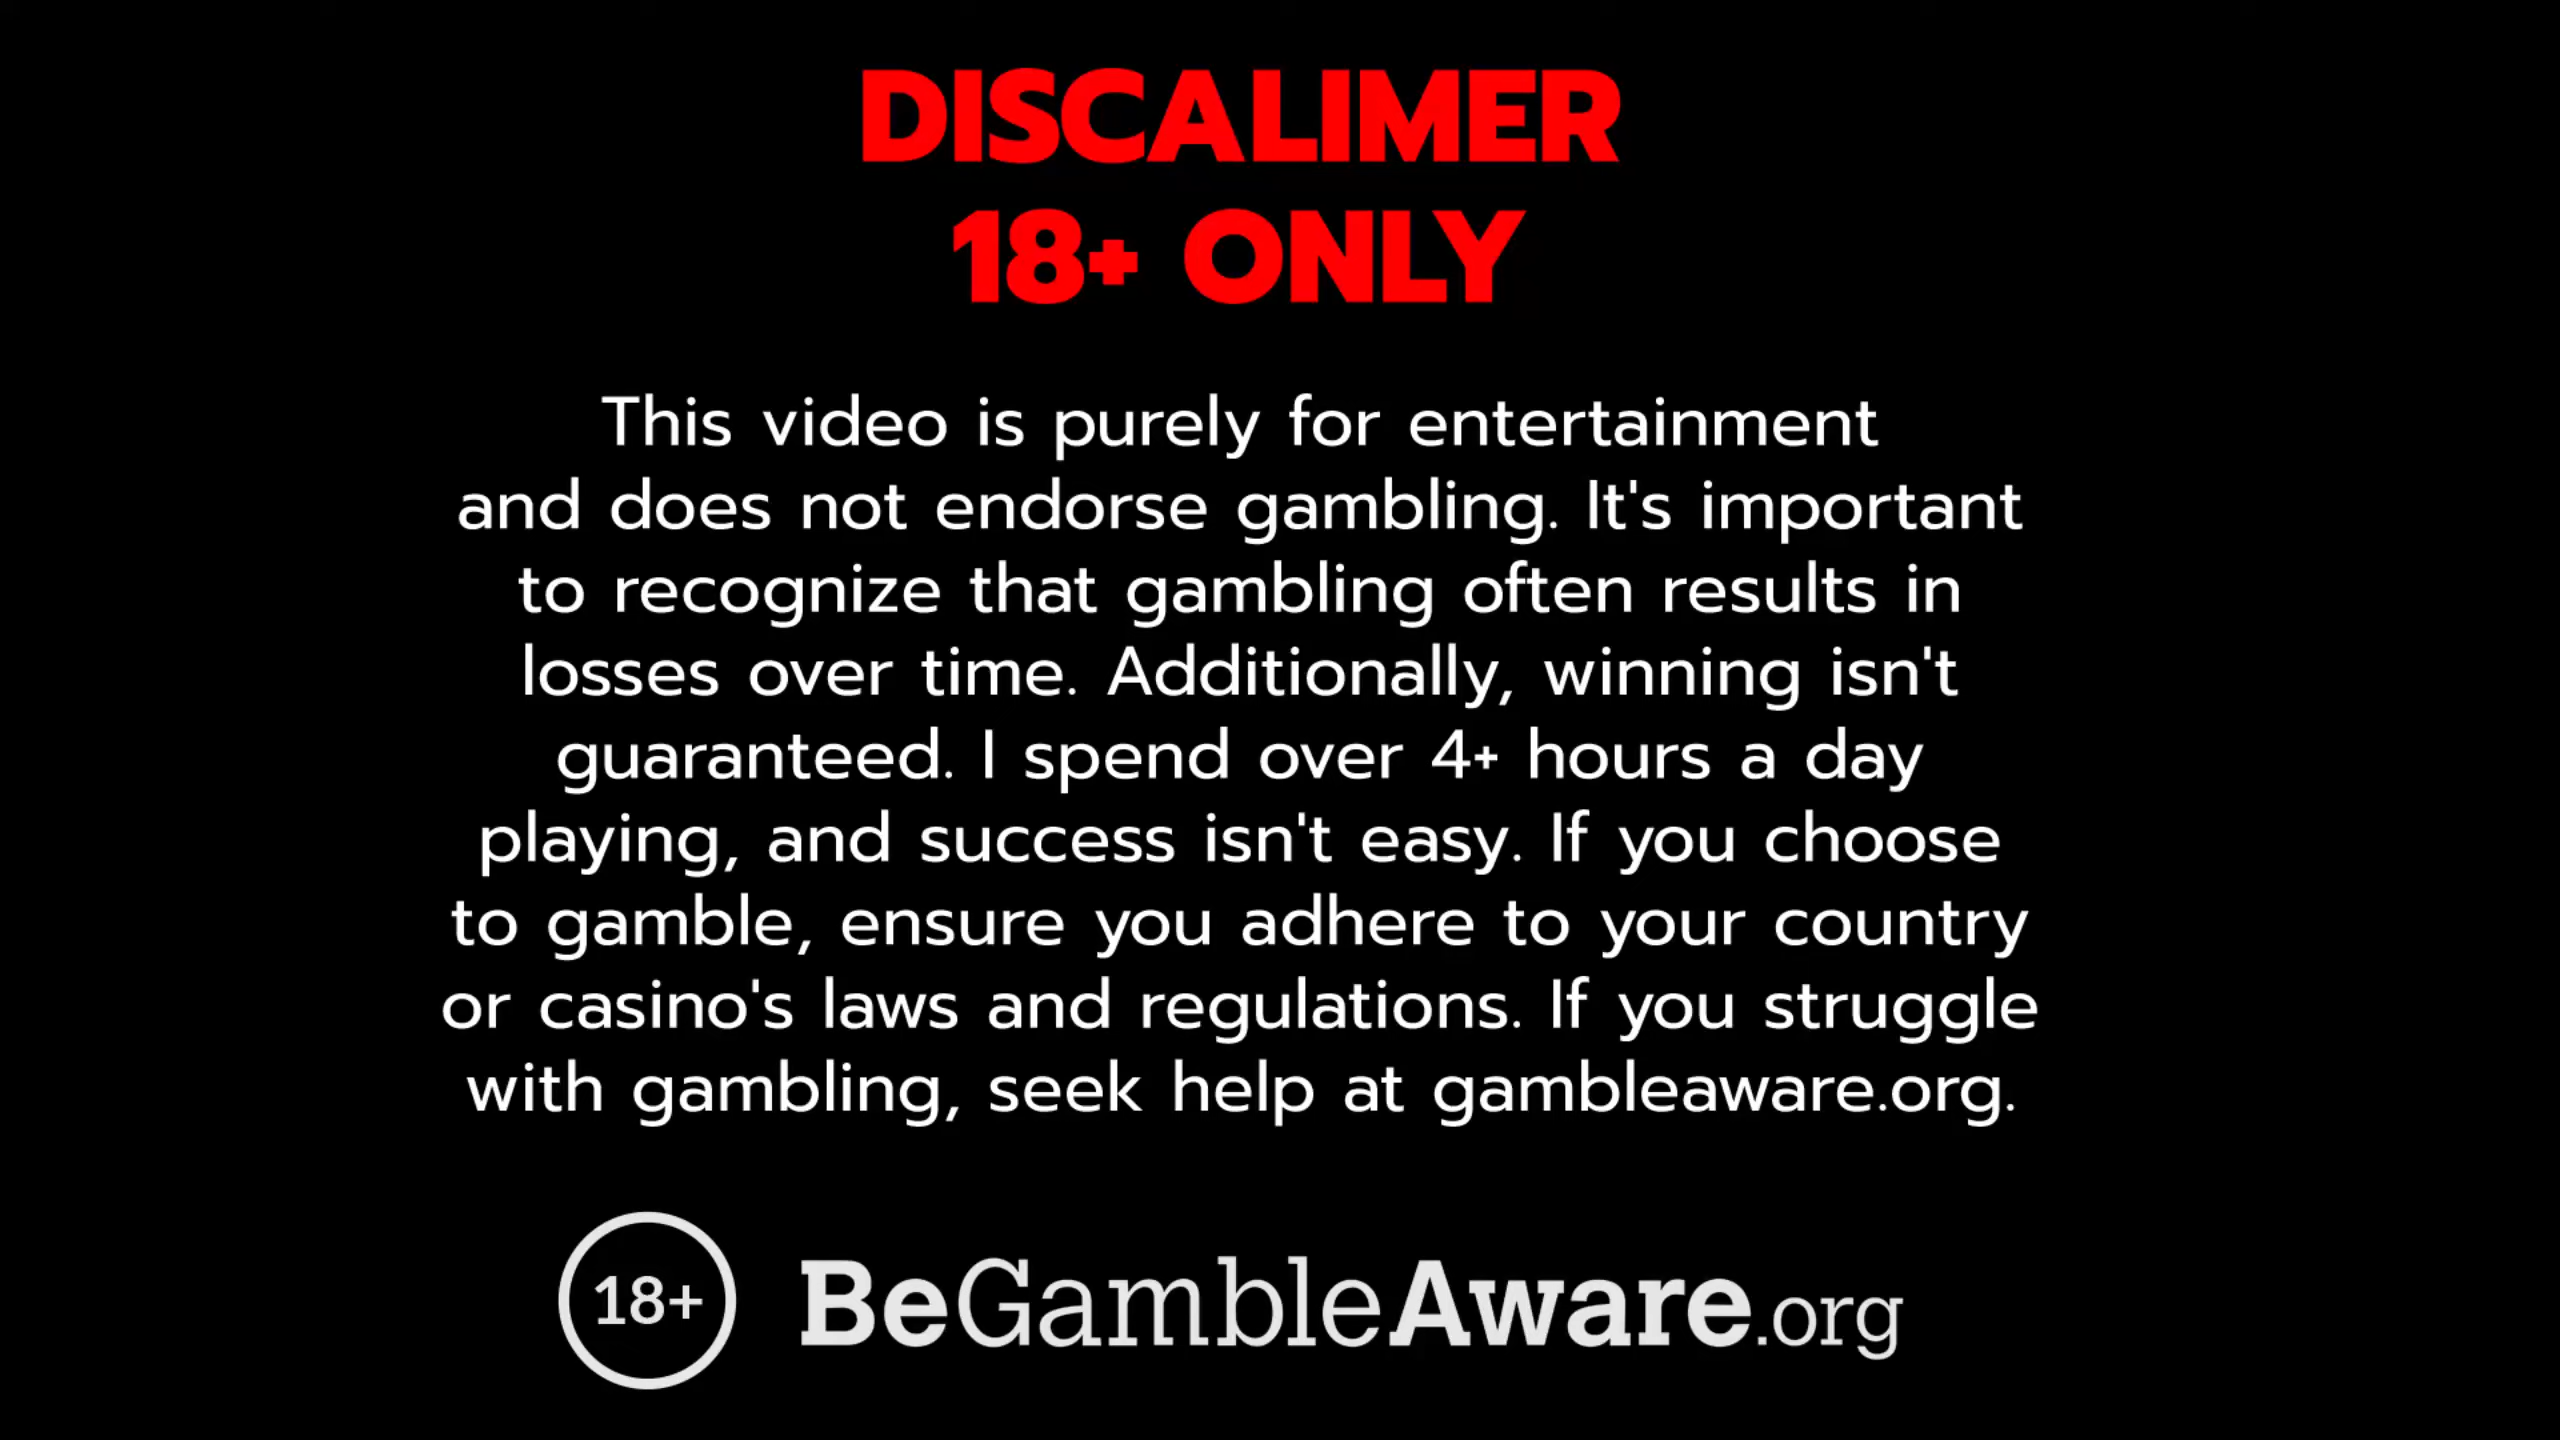 DISCALIMER
18+ ONLY
This video is purely for entertainment
and does not endorse gambling. It's important
to recognize that gambling often results in
losses over time. Additionally, winning isn't
guaranteed. I spend over 4+ hours a day
playing, and success isn't easy. If you choose
to gamble, ensure you adhere to your country
or casino's laws and regulations. If you struggle
with gambling, seek help at gambleaware.org.
18+ BeGambleAware.org